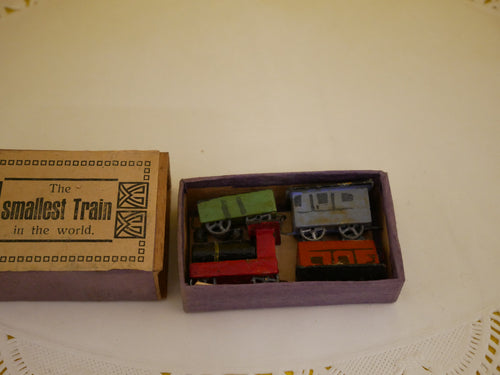 The
smallest Train
in the world.